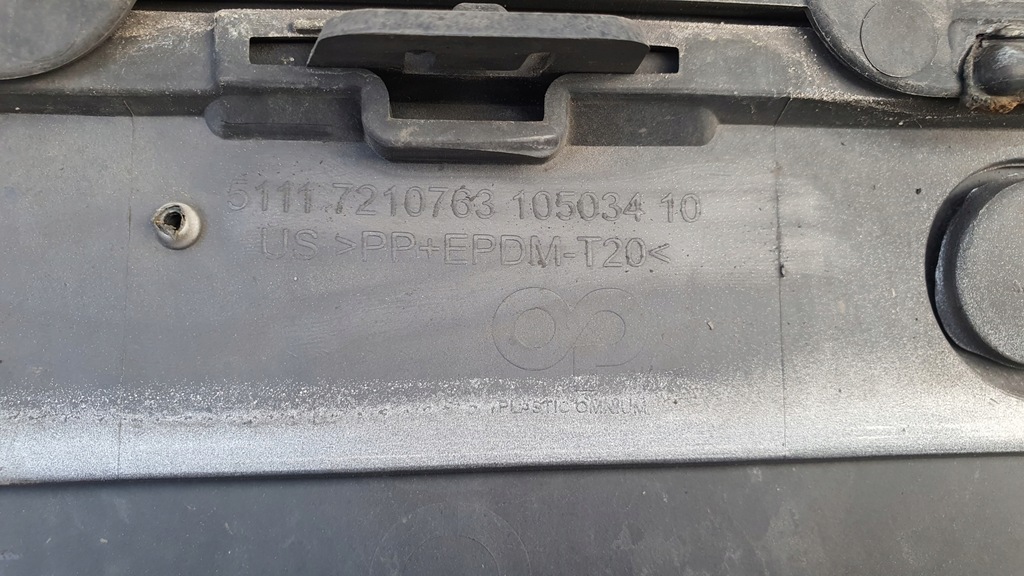 5111.7210763 105034 10
US >PP+EPDM-T20<
PLASTIC OMNIUM